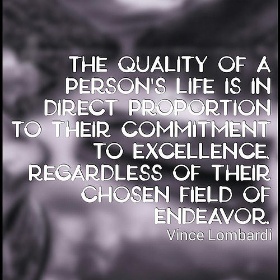 THE QUALITY OF A
PERSON'S LIFE IS IN
DIRECT PROPORTION
TO THEIR COMMITMENT
TO EXCELLENCE,
REGARDLESS OF THEIR
CHOSEN FIELD OF
ENDEAVOR.
Vince Lombardi